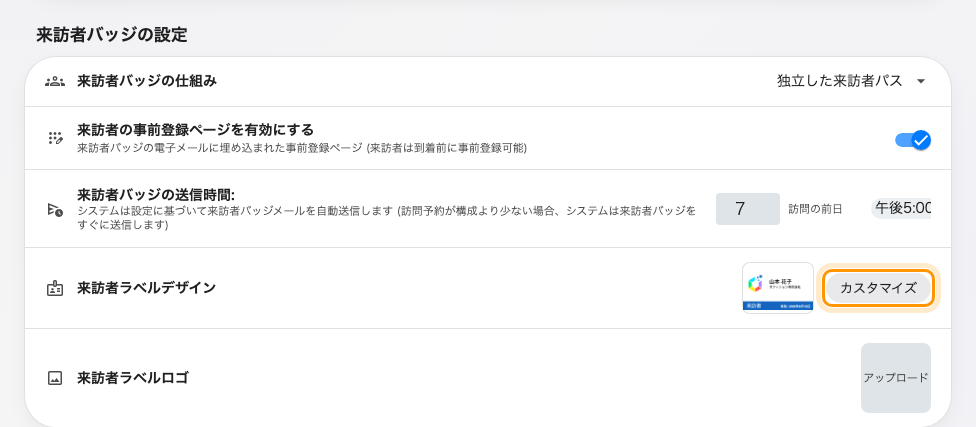 来訪者バッジの設定
来訪者バッジの仕組み
独立した来訪者パス
来訪者の事前登録ページを有効にする
来訪者バッジの電子メールに埋め込まれた事前登録ページ (来訪者は到着前に事前登録可能)
来訪者バッジの送信時間:
システムは設定に基づいて来訪者バッジメールを自動送信します (訪問予約が構成より少ない場合、システムは来訪者バッジを
すぐに送信します)
7
訪問の前日
午後5:00
来訪者ラベルデザイン
山本 花子
来訪者
カスタマイズ
来訪者ラベルロゴ
アップロード